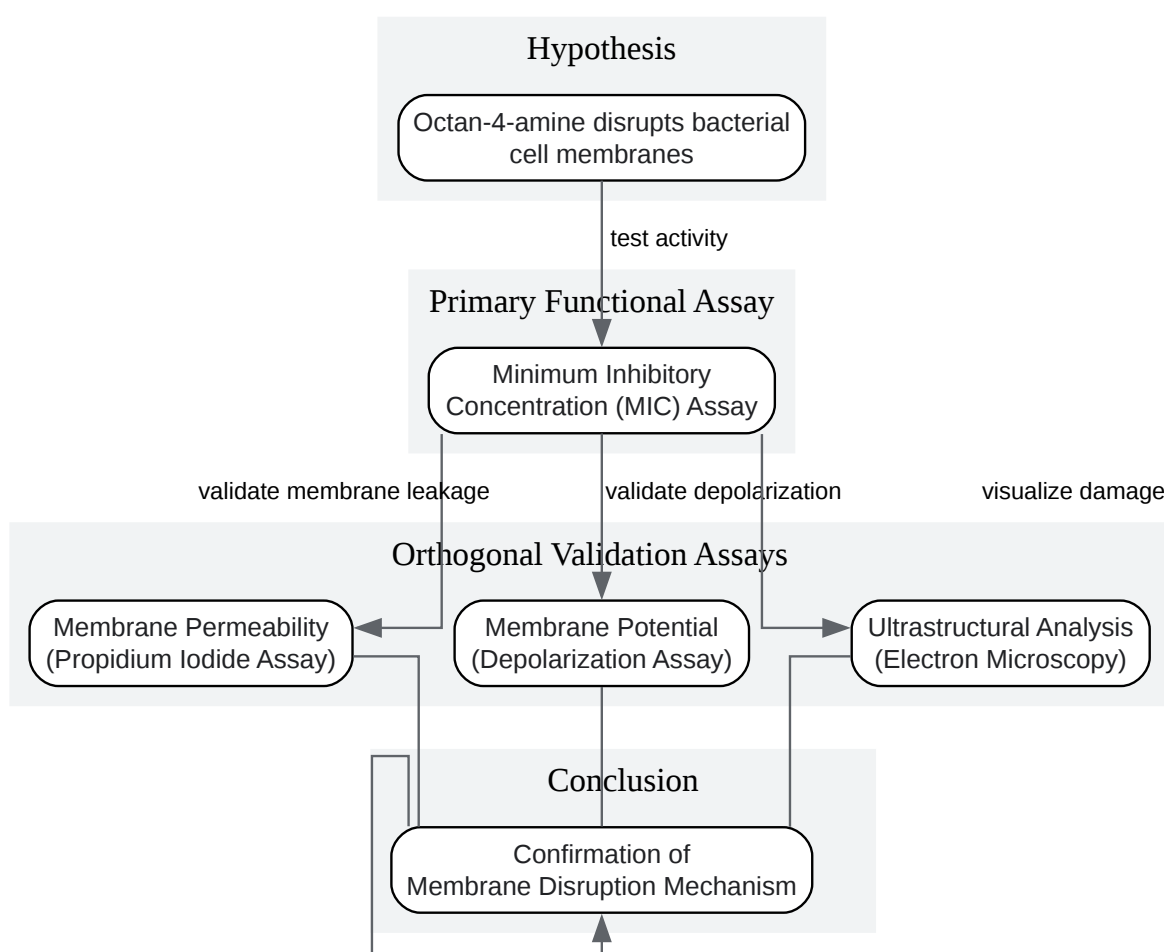 Hypothesis
Octan-4-amine disrupts bacterial
cell membranes
test activity
Primary Functional Assay
Minimum Inhibitory
Concentration (MIC) Assay
validate membrane leakage
validate depolarization
visualize damage
Orthogonal Validation Assays
Membrane Permeability
(Propidium Iodide Assay)
Membrane Potential
(Depolarization Assay)
Ultrastructural Analysis
(Electron Microscopy)
Conclusion
Confirmation of
Membrane Disruption Mechanism